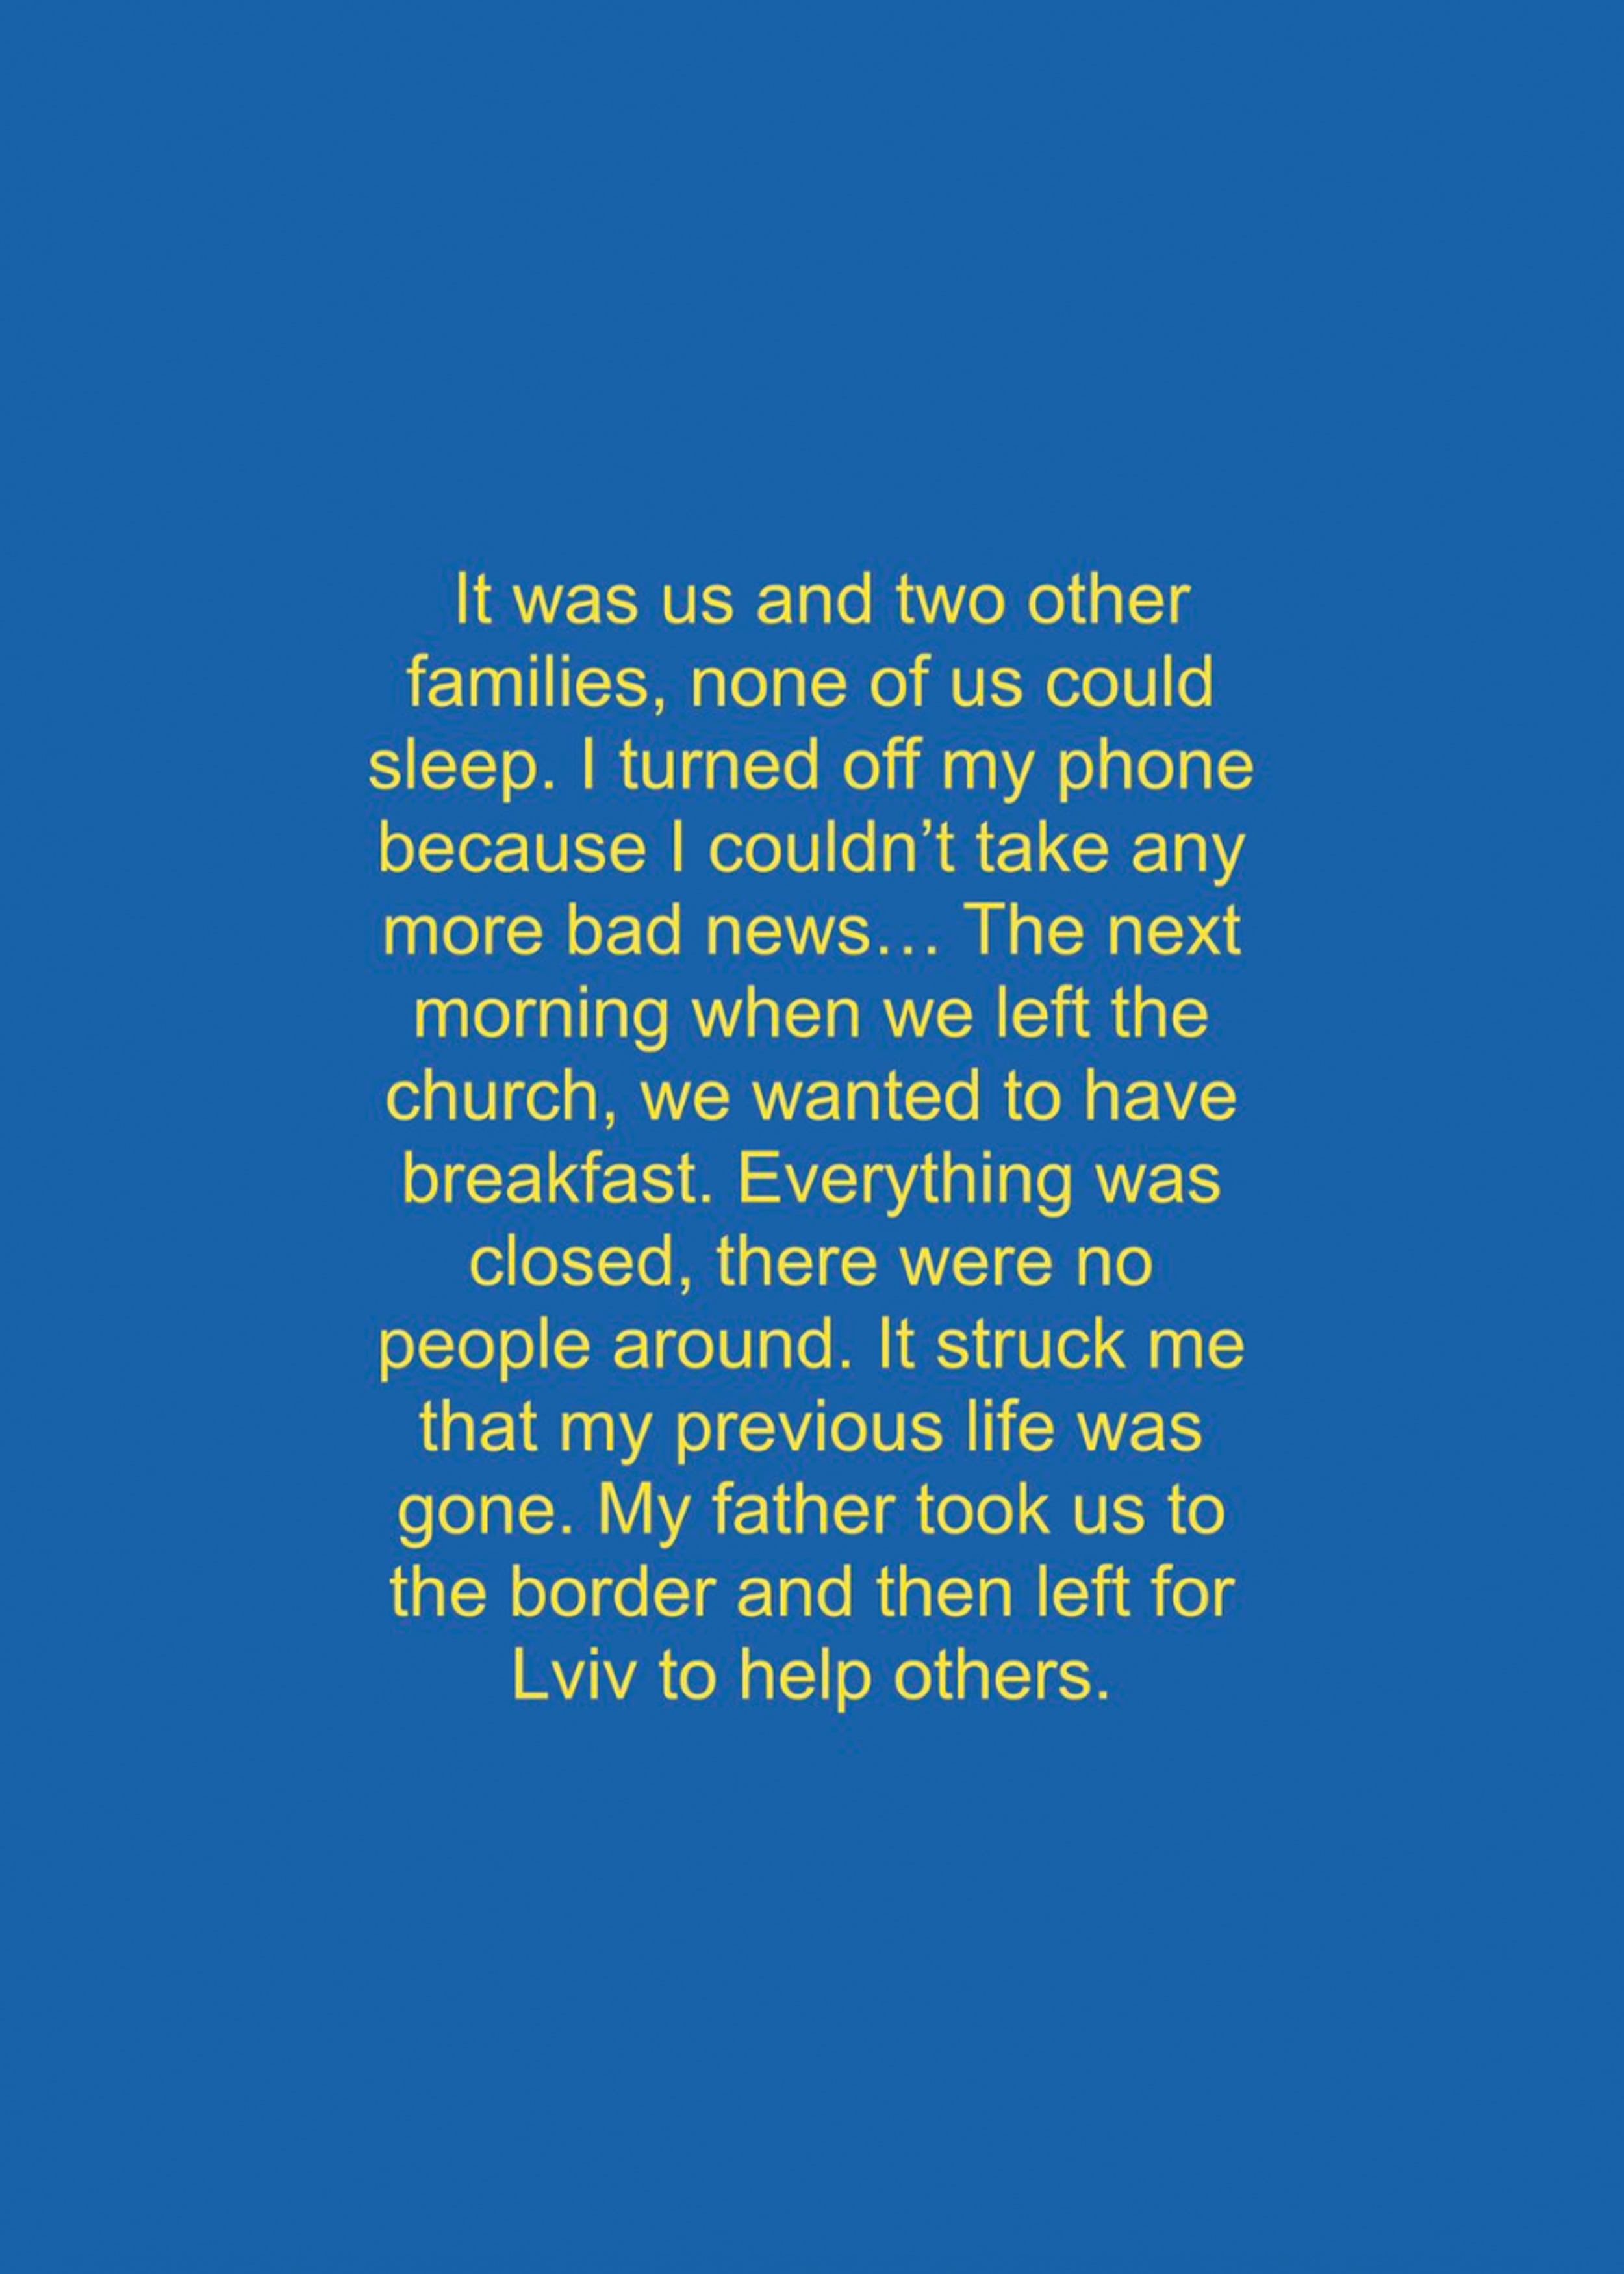 It was us and two other
families, none of us could
sleep. I turned off my phone
because I couldn’t take any
more bad news… The next
morning when we left the
church, we wanted to have
breakfast. Everything was
closed, there were no
people around. It struck me
that my previous life was
gone. My father took us to
the border and then left for
Lviv to help others.